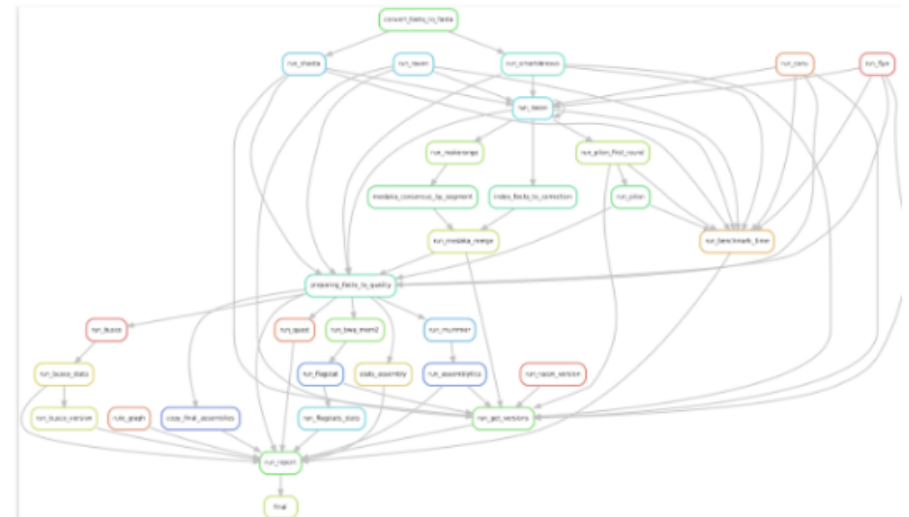 convert_fastq_to_fasta
run_shasta
run_raven
run_smartdenovo
run_canu
run_flye
run_racon
run_makerange
run_pilon_first_round
medaka_consensus_by_segment
index_fasta_to_correction
run_pilon
run_medaka_merge
run_benchmark_time
preparing_fasta_to_quality
run_busco
run_quast
run_bwa_mem2
run_mummer
run_busco_stats
run_flagstat
stats_assembly
run_assemblytics
run_racon_version
run_busco_version
rule_graph
copy_final_assemblies
run_flagstats_stats
run_get_versions
run_report
final